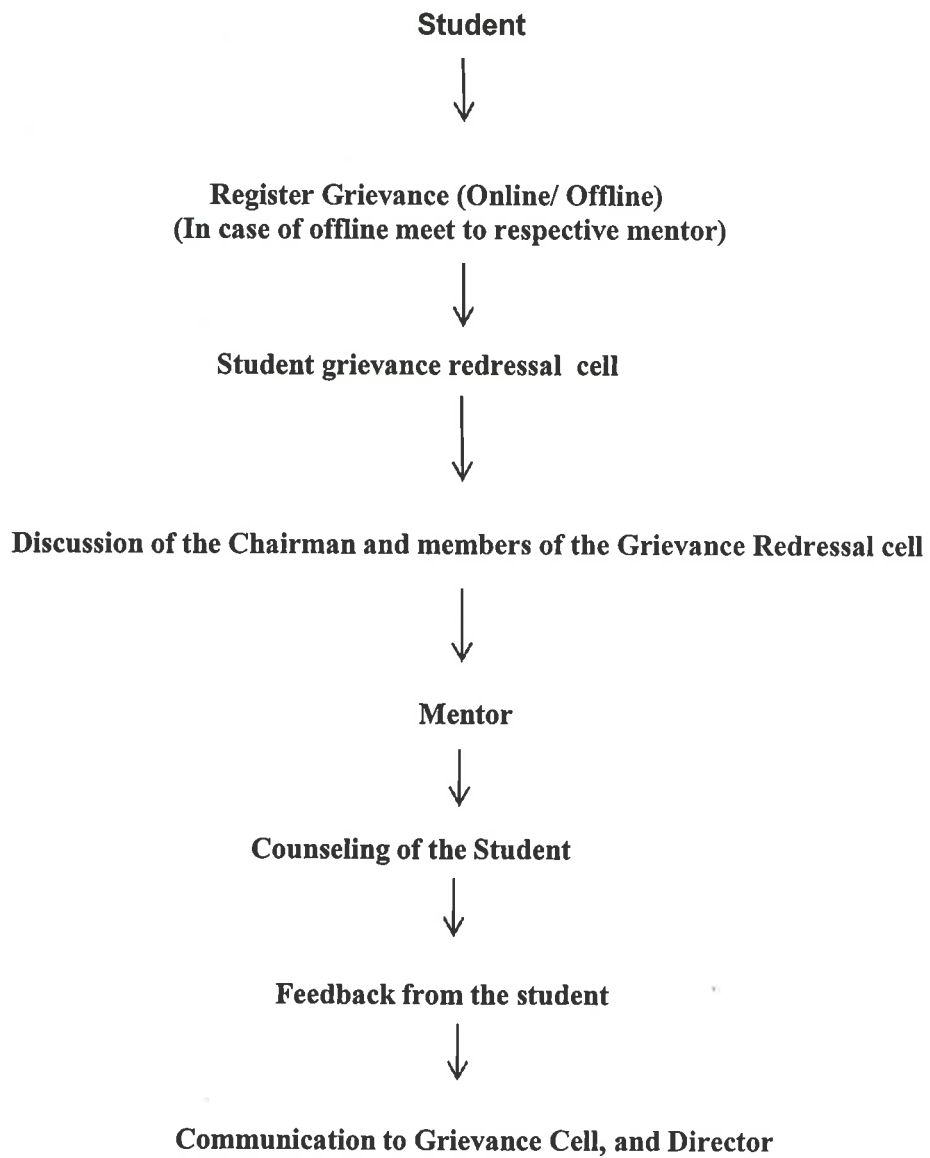 Student
Register Grievance (Online/ Offline)
(In case of offline meet to respective mentor)
Student grievance redressal cell
Discussion of the Chairman and members of the Grievance Redressal cell
Mentor
Counseling of the Student
Feedback from the student
Communication to Grievance Cell, and Director